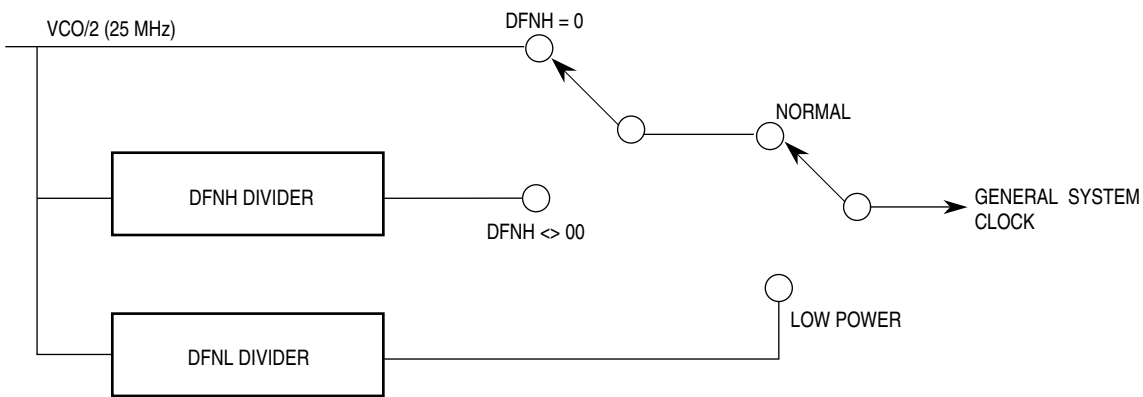 VCO/2 (25 MHz)
DFNH = 0
NORMAL
DFNH DIVIDER
GENERAL SYSTEM
CLOCK
DFNH <> 00
LOW POWER
DFNL DIVIDER